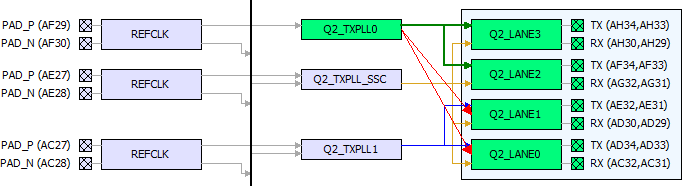 PAD_P (AF29)
PAD_N (AF30)
REFCLK
Q2_TXPLL0
Q2_LANE3
TX (AH34,AH33)
RX (AH30,AH29)
PAD_P (AE27)
PAD_N (AE28)
REFCLK
Q2_TXPLL_SSC
Q2_LANE2
TX (AF34,AF33)
RX (AG32,AG31)
Q2_LANE1
TX (AE32,AE31)
RX (AD30,AD29)
PAD_P (AC27)
PAD_N (AC28)
REFCLK
Q2_TXPLL1
Q2_LANE0
TX (AD34,AD33)
RX (AC32,AC31)